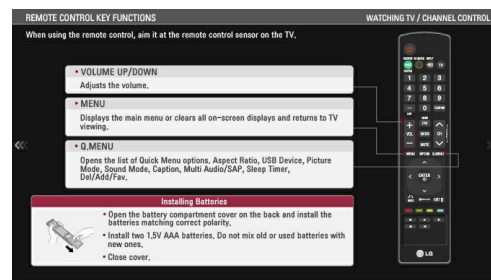 REMOTE CONTROL KEY FUNCTIONS
WATCHING TV / CHANNEL CONTROL
When using the remote control, aim it at the remote control sensor on the TV.
• VOLUME UP/DOWN
Adjusts the volume.
• MENU
Displays the main menu or clears all on-screen displays and returns to TV
viewing.
• Q.MENU
Opens the list of Quick Menu options, Aspect Ratio, USB Device, Picture
Mode, Sound Mode, Caption, Multi Audio/SAP, Sleep Timer,
Del/Add/Fav.
Installing Batteries
• Open the battery compartment cover on the back and install the
batteries matching correct polarity.
• Install two 1.5V AAA batteries. Do not mix old or used batteries with
new ones.
• Close cover.
TV
1 2 3
4 5 6
7 8 9
0
VOL
CH
MENU
ENTER
LG